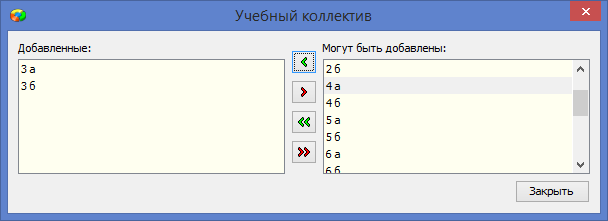 Учебный коллектив
Добавленные:
3 а
3 б
Могут быть добавлены:
2 б
4 а
4 б
5 а
5 б
6 а
6 б
Закрыть